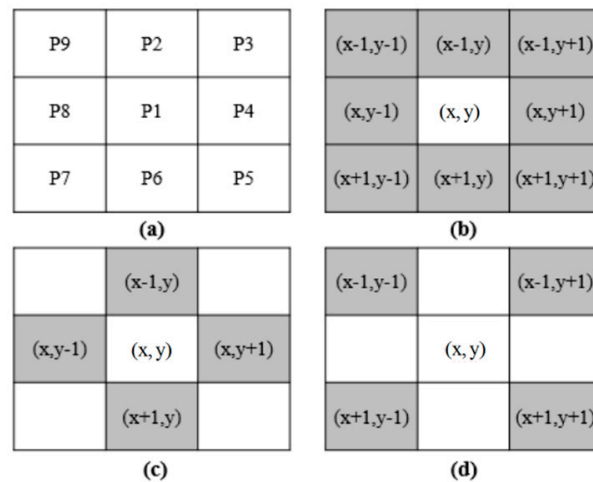 P9 P2 P3
P8 P1 P4
P7 P6 P5
(a)
(x-1,y-1) (x-1,y) (x-1,y+1)
(x,y-1) (x, y) (x,y+1)
(x+1,y-1) (x+1,y) (x+1,y+1)
(b)
(x-1,y)
(x,y-1) (x, y) (x,y+1)
(x+1,y)
(c)
(x-1,y-1) (x-1,y+1)
(x, y)
(x+1,y-1) (x+1,y+1)
(d)